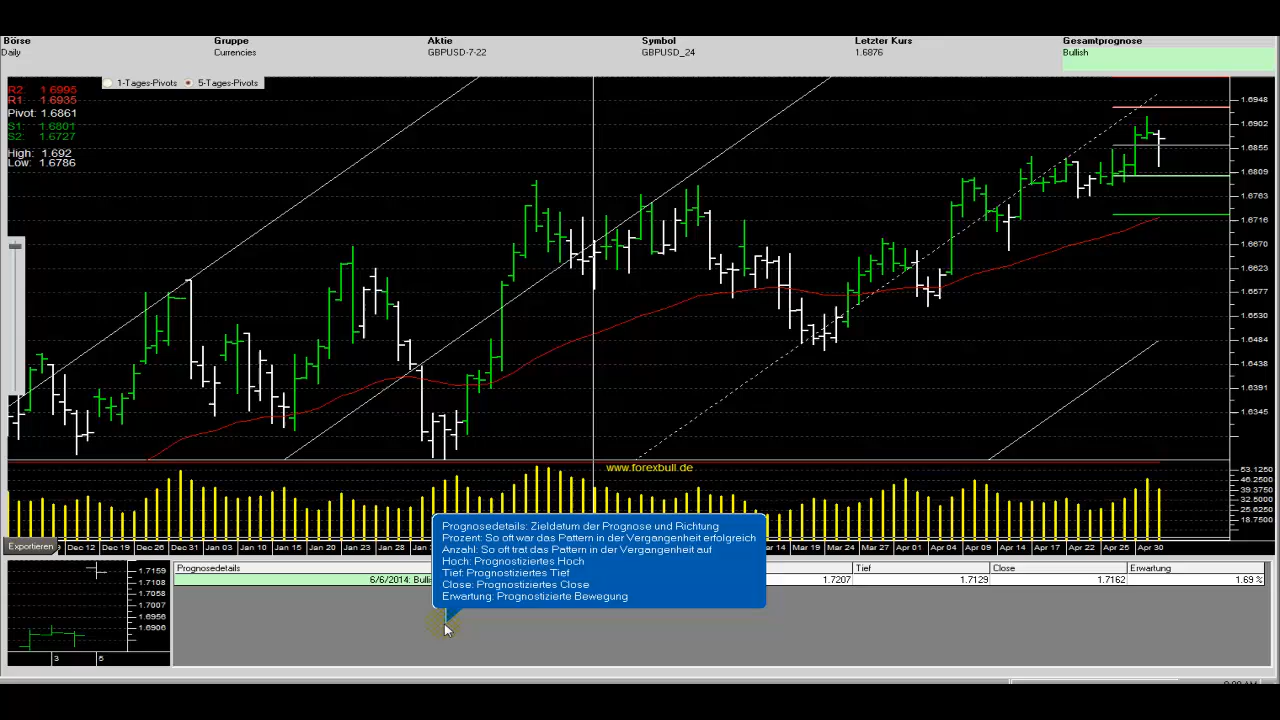 Börse Gruppe Aktie Symbol Letzter Kurs Gesamtprognose
Daily Currencies GBPUSD-7-22 GBPUSD_24 1.6876 Bullish
1-Tages-Pivots 5-Tages-Pivots
R2: 1.6995
R1: 1.6935
Pivot: 1.6861
S1: 1.6801
S2: 1.6727
High: 1.692
Low: 1.6786
1.6948
1.6902
1.6855
1.6809
1.6763
1.6716
1.6670
1.6623
1.6577
1.6530
1.6484
1.6438
1.6391
1.6345
www.forexbull.de
53.1250
46.2500
39.3750
32.5000
25.6250
18.7500
Exportieren
9 Dec 12 Dec 19 Dec 26 Dec 31 Jan 07 Jan 10 Jan 15 Jan 20 Jan 23 Jan 28 Jan 31 14 Mar 19 Mar 24 Mar 27 Apr 01 Apr 04 Apr 09 Apr 14 Apr 17 Apr 22 Apr 25 Apr 30
Prognosedetails: Zieldatum der Prognose und Richtung
Prozent: So oft war das Pattern in der Vergangenheit erfolgreich
Anzahl: So oft trat das Pattern in der Vergangenheit auf
Hoch: Prognostiziertes Hoch
Tief: Prognostiziertes Tief
Close: Prognostiziertes Close
Erwartung: Prognostizierte Bewegung
Prognosedetails Tief Close Erwartung
6/6/2014: Bulli 1.7207 1.7129 1.7162 1.69 %
1.7159
1.7108
1.7058
1.7007
1.6956
1.6906
3 5